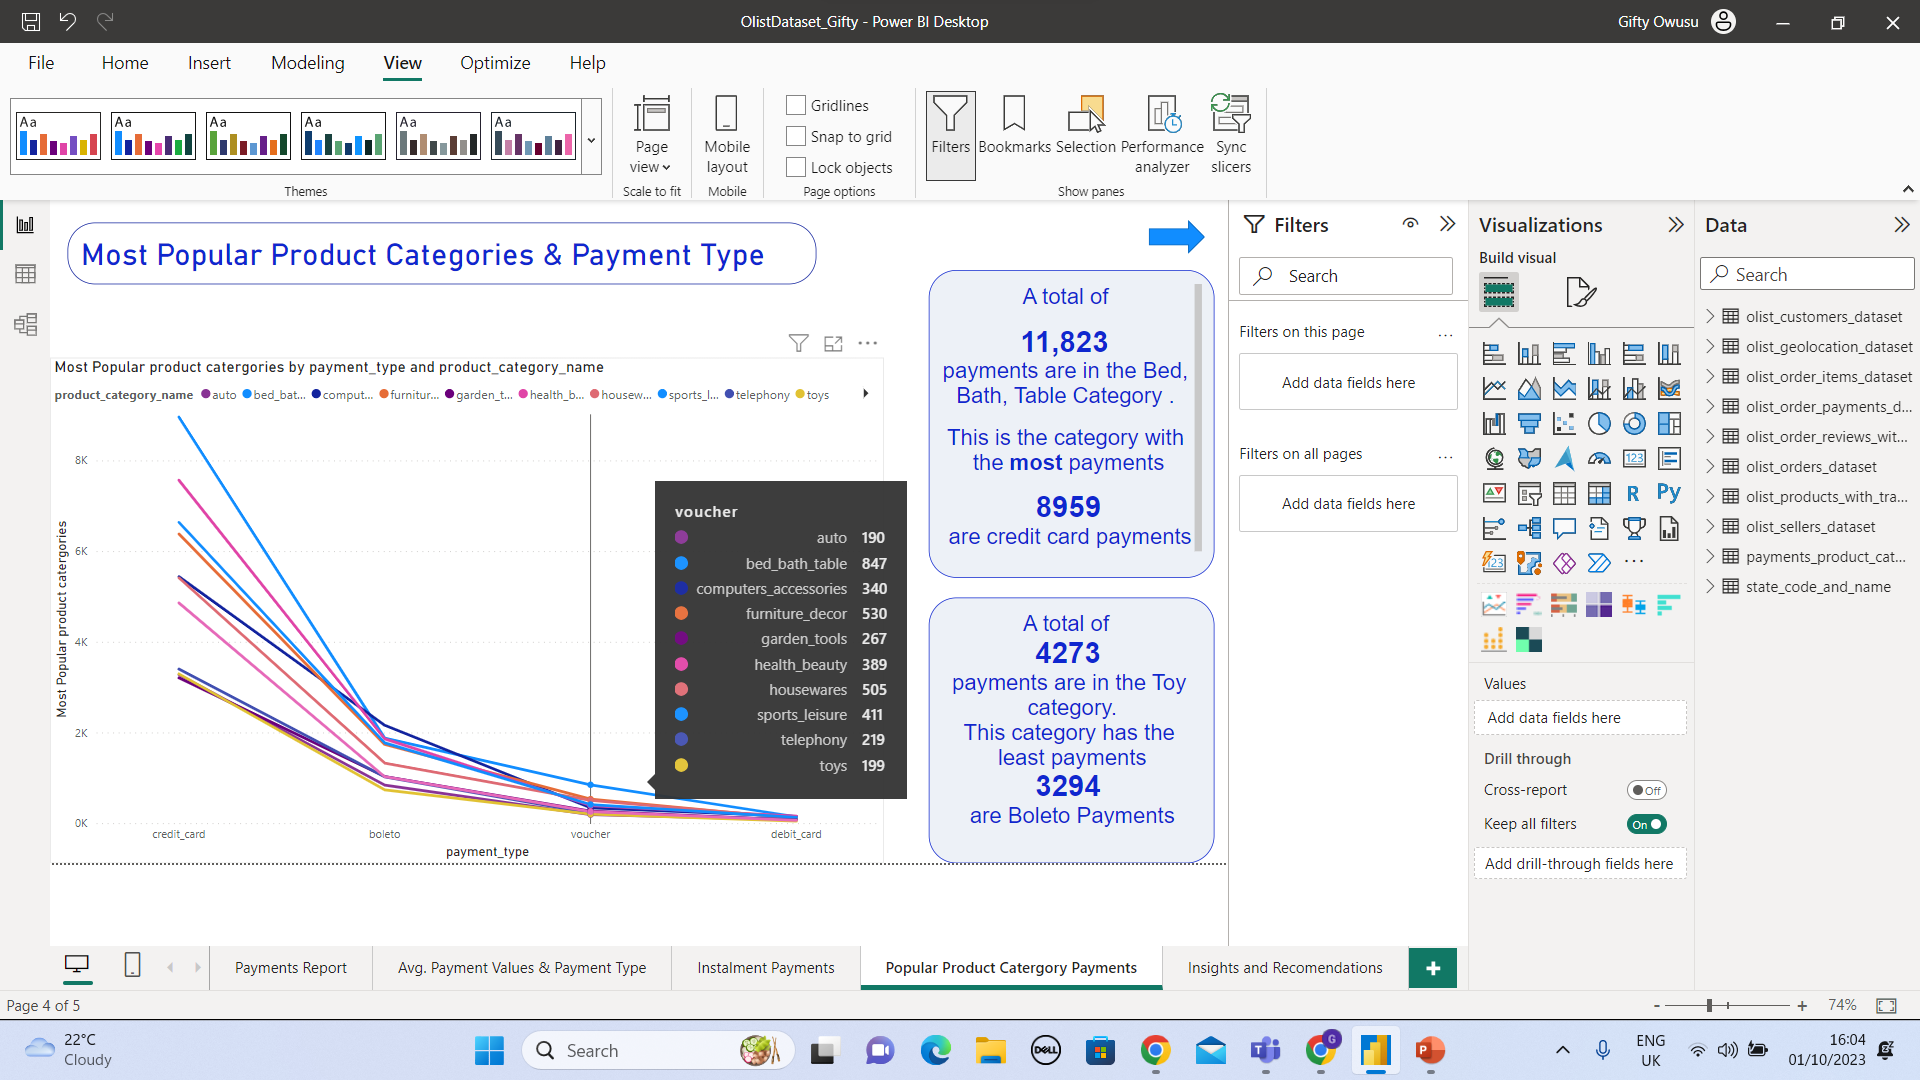 OlistDataset_Gifty - Power BI Desktop
Gifty Owusu
File Home Insert Modeling View Optimize Help
Aa Aa Aa Aa Aa Aa
Themes
Page view
Scale to fit
Mobile layout
Mobile
Gridlines
Snap to grid
Lock objects
Page options
Filters
Bookmarks
Selection
Performance analyzer
Sync slicers
Show panes
Most Popular Product Categories & Payment Type
Most Popular product catergories by payment_type and product_category_name
product_category_name auto bed_bat... comput... furnitur... garden_t... health_b... housew... sports_l... telephony toys
Most Popular product catergories
8K
6K
4K
2K
0K
credit_card boleto voucher debit_card
payment_type
voucher
auto 190
bed_bath_table 847
computers_accessories 340
furniture_decor 530
garden_tools 267
health_beauty 389
housewares 505
sports_leisure 411
telephony 219
toys 199
A total of
11,823
payments are in the Bed,
Bath, Table Category .
This is the category with
the most payments
8959
are credit card payments
A total of
4273
payments are in the Toy
category.
This category has the
least payments
3294
are Boleto Payments
Filters
Search
Filters on this page ...
Add data fields here
Filters on all pages ...
Add data fields here
Visualizations
Build visual
123
R
Py
123
...
Values
Add data fields here
Drill through
Cross-report Off
Keep all filters On
Add drill-through fields here
Data
Search
olist_customers_dataset
olist_geolocation_dataset
olist_order_items_dataset
olist_order_payments_d...
olist_order_reviews_wit...
olist_orders_dataset
olist_products_with_tra...
olist_sellers_dataset
payments_product_cat...
state_code_and_name
Payments Report
Avg. Payment Values & Payment Type
Instalment Payments
Popular Product Catergory Payments
Insights and Recomendations
Page 4 of 5
- + 74%
22°C
Cloudy
Search
DELL
G
T
P
ENG
UK
16:04
01/10/2023